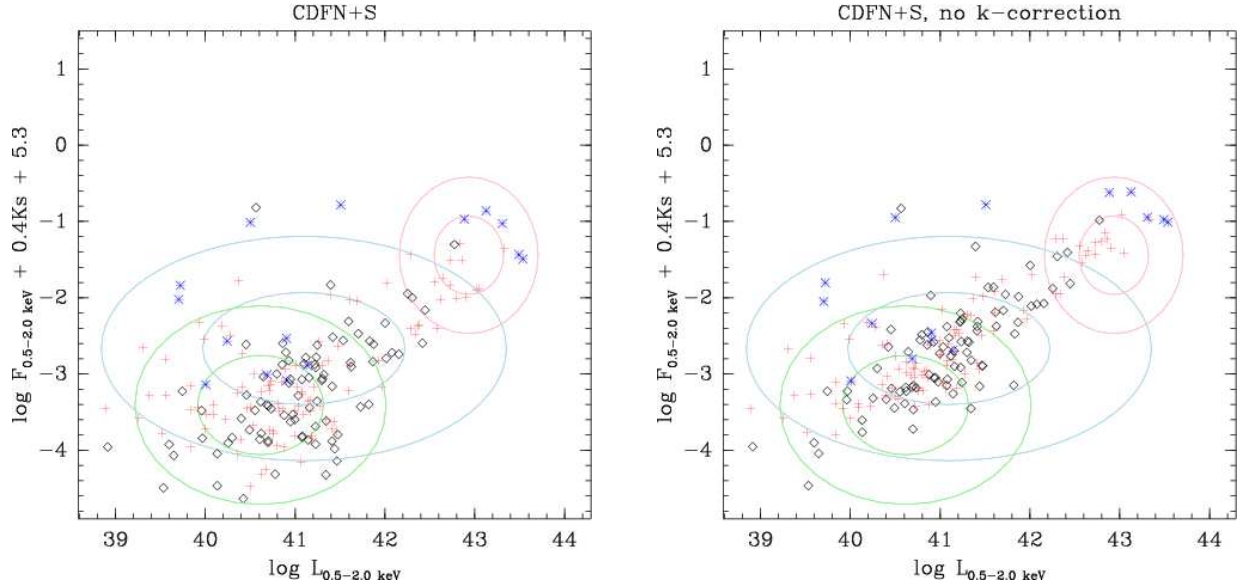 CDFN+S
CDFN+S, no k-correction
log F0.5−2.0 keV + 0.4Ks + 5.3
1
0
−1
−2
−3
−4
39 40 41 42 43 44
log L0.5−2.0 keV
log F0.5−2.0 keV + 0.4Ks + 5.3
1
0
−1
−2
−3
−4
39 40 41 42 43 44
log L0.5−2.0 keV